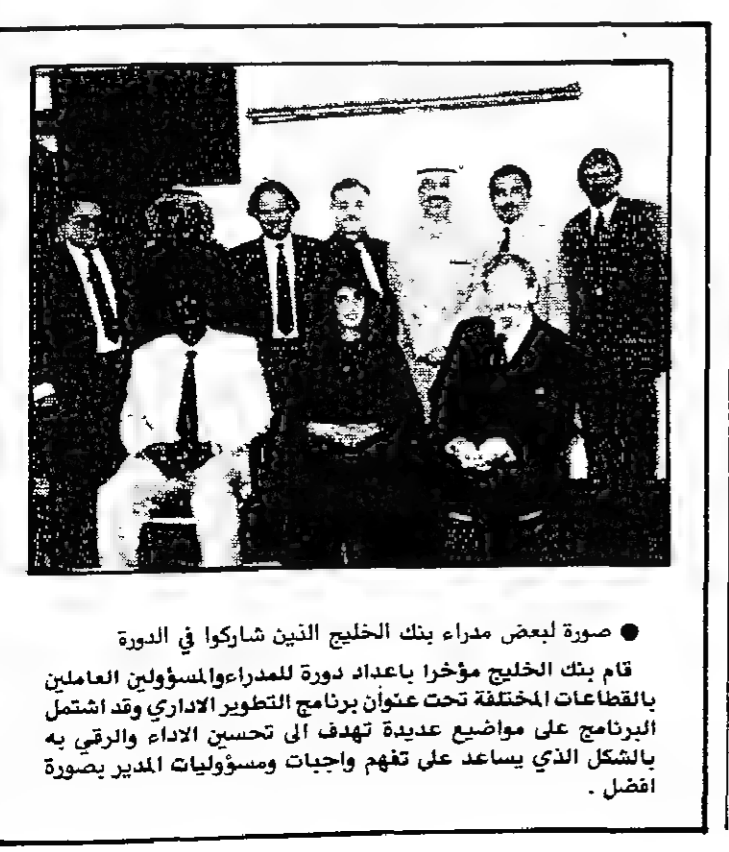 ● صورة لبعض مدراء بنك الخليج الذين شاركوا في الدورة
قام بنك الخليج مؤخرا باعداد دورة للمدراءوالمسؤولين العاملين
بالقطاعات المختلفة تحت عنوان برنامج التطوير الاداري وقد اشتمل
البرنامج على مواضيع عديدة تهدف الى تحسين الاداء والرقي به
بالشكل الذي يساعد على تفهم واجبات ومسؤوليات المدير بصورة
افضل .